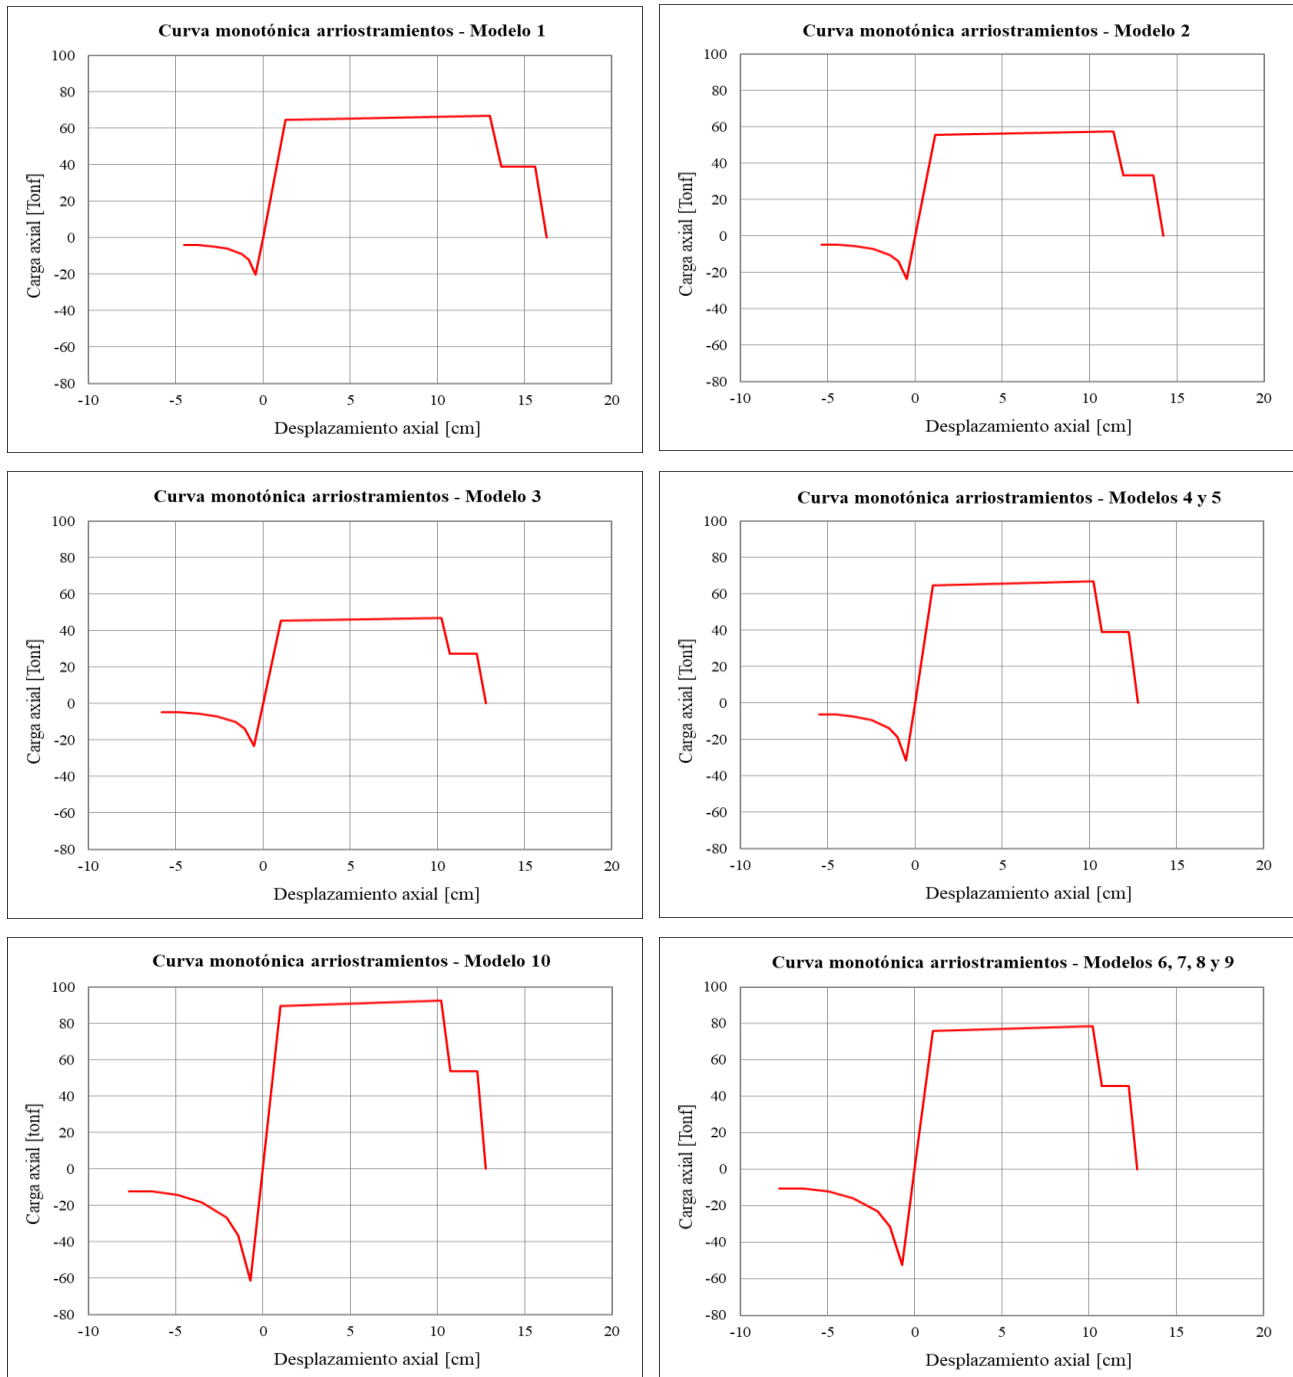 Curva monotónica arriostramientos - Modelo 1
100
80
60
40
20
0
-20
-40
-60
-80
-10 -5 0 5 10 15 20
Carga axial [Tonf]
Desplazamiento axial [cm]
Curva monotónica arriostramientos - Modelo 2
100
80
60
40
20
0
-20
-40
-60
-80
-10 -5 0 5 10 15 20
Carga axial [Tonf]
Desplazamiento axial [cm]
Curva monotónica arriostramientos - Modelo 3
100
80
60
40
20
0
-20
-40
-60
-80
-10 -5 0 5 10 15 20
Carga axial [Tonf]
Desplazamiento axial [cm]
Curva monotónica arriostramientos - Modelos 4 y 5
100
80
60
40
20
0
-20
-40
-60
-80
-10 -5 0 5 10 15 20
Carga axial [Tonf]
Desplazamiento axial [cm]
Curva monotónica arriostramientos - Modelo 10
100
80
60
40
20
0
-20
-40
-60
-80
-10 -5 0 5 10 15 20
Carga axial [tonf]
Desplazamiento axial [cm]
Curva monotónica arriostramientos - Modelos 6, 7, 8 y 9
100
80
60
40
20
0
-20
-40
-60
-80
-10 -5 0 5 10 15 20
Carga axial [Tonf]
Desplazamiento axial [cm]